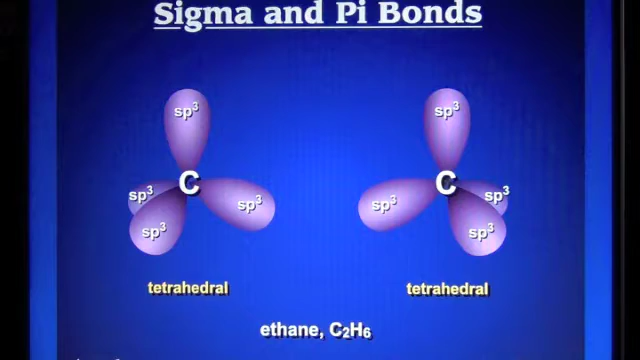 Sigma and Pi Bonds
sp³ sp³
C C
sp³ sp³ sp³ sp³
sp³ sp³
tetrahedral tetrahedral
ethane, C₂H₆